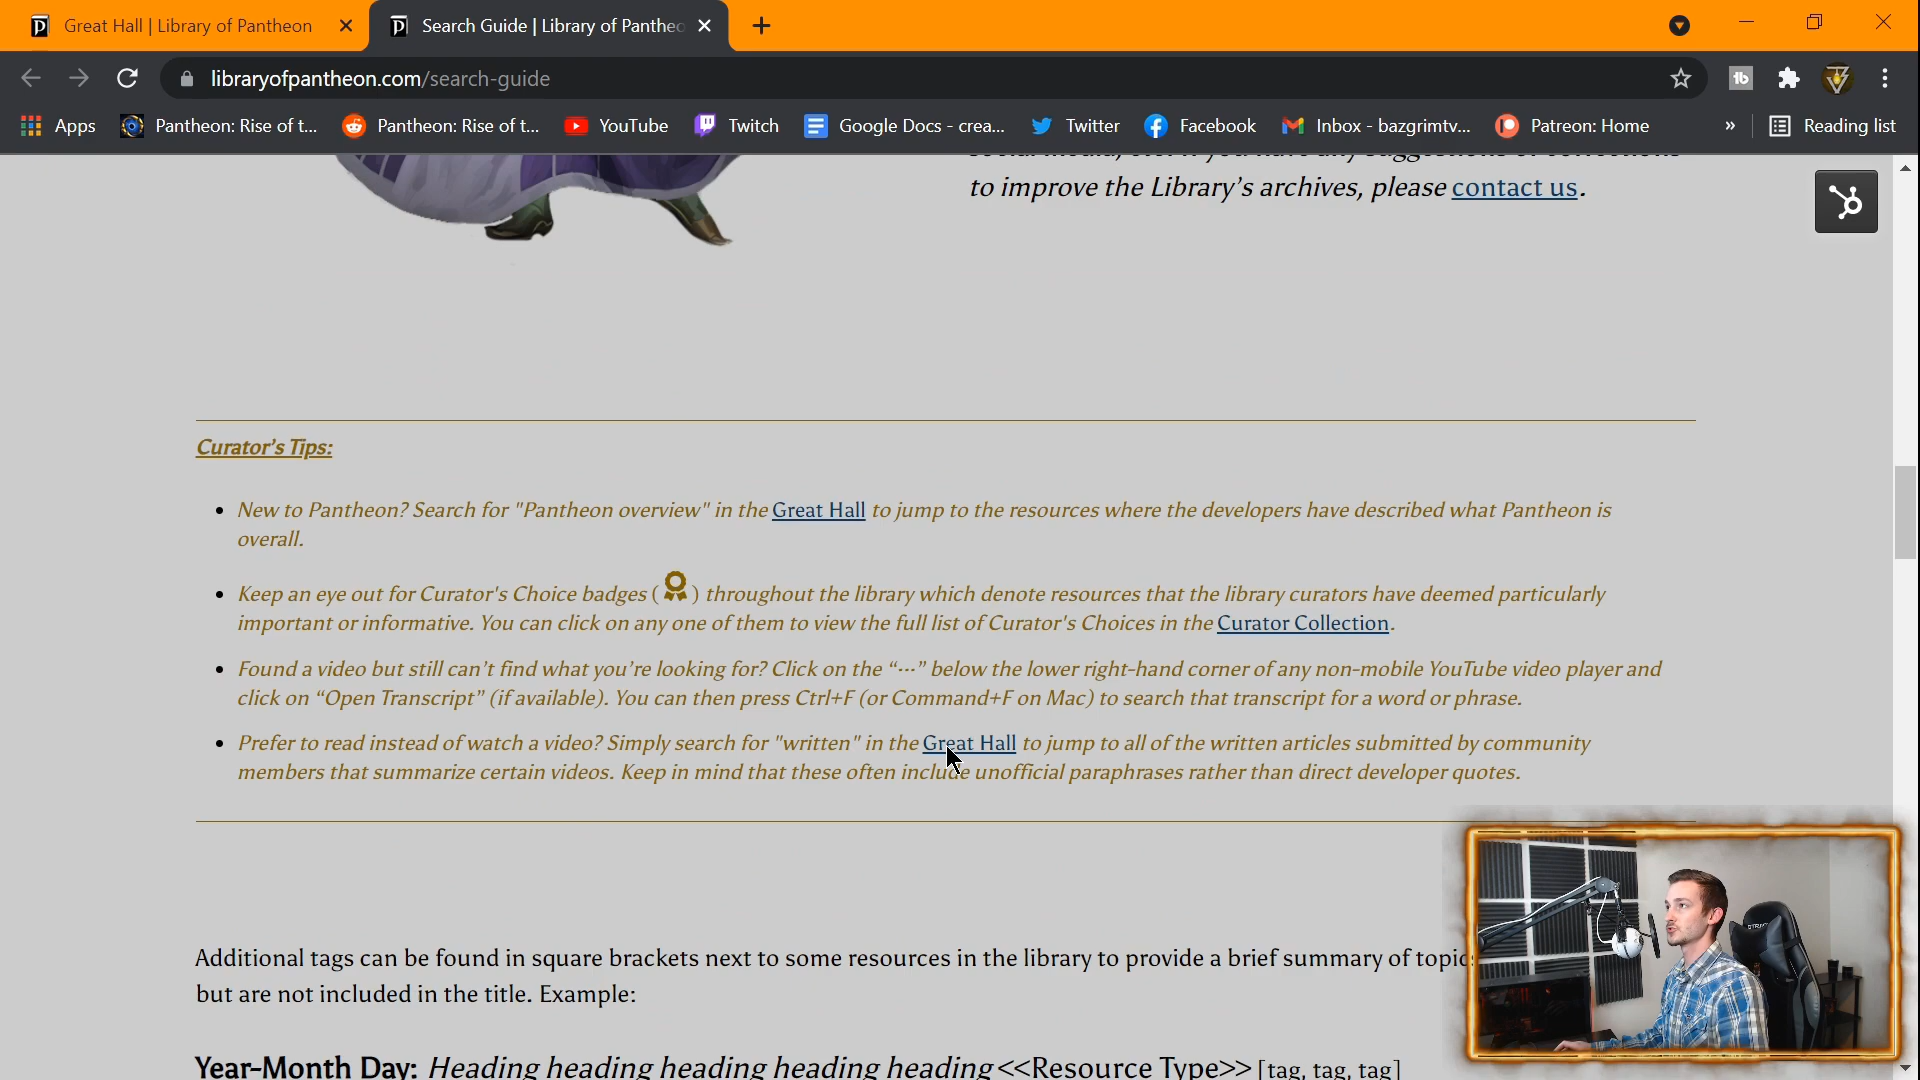 Great Hall | Library of Pantheon
Search Guide | Library of Pantheo
libraryofpantheon.com/search-guide
Apps
Pantheon: Rise of t...
Pantheon: Rise of t...
YouTube
Twitch
Google Docs - crea...
Twitter
Facebook
Inbox - bazgrimtv...
Patreon: Home
»
Reading list
to improve the Library's archives, please contact us.
Curator's Tips:
• New to Pantheon? Search for "Pantheon overview" in the Great Hall to jump to the resources where the developers have described what Pantheon is
overall.
• Keep an eye out for Curator's Choice badges ( ) throughout the library which denote resources that the library curators have deemed particularly
important or informative. You can click on any one of them to view the full list of Curator's Choices in the Curator Collection.
• Found a video but still can't find what you're looking for? Click on the “···” below the lower right-hand corner of any non-mobile YouTube video player and
click on “Open Transcript” (if available). You can then press Ctrl+F (or Command+F on Mac) to search that transcript for a word or phrase.
• Prefer to read instead of watch a video? Simply search for "written" in the Great Hall to jump to all of the written articles submitted by community
members that summarize certain videos. Keep in mind that these often include unofficial paraphrases rather than direct developer quotes.
Additional tags can be found in square brackets next to some resources in the library to provide a brief summary of
but are not included in the title. Example:
Year-Month Day: Heading heading heading heading heading <<Resource Type>> [tag, tag, tag]